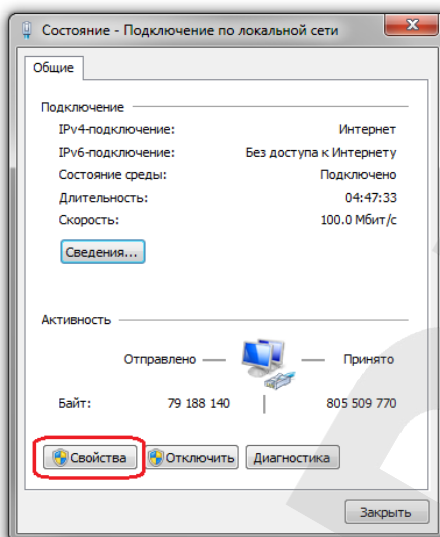 Состояние - Подключение по локальной сети
Общие
Подключение
IPv4-подключение: Интернет
IPv6-подключение: Без доступа к Интернету
Состояние среды: Подключено
Длительность: 04:47:33
Скорость: 100.0 Мбит/с
Сведения...
Активность
Отправлено — — Принято
Байт: 79 188 140 | 805 509 770
Свойства Отключить Диагностика
Закрыть